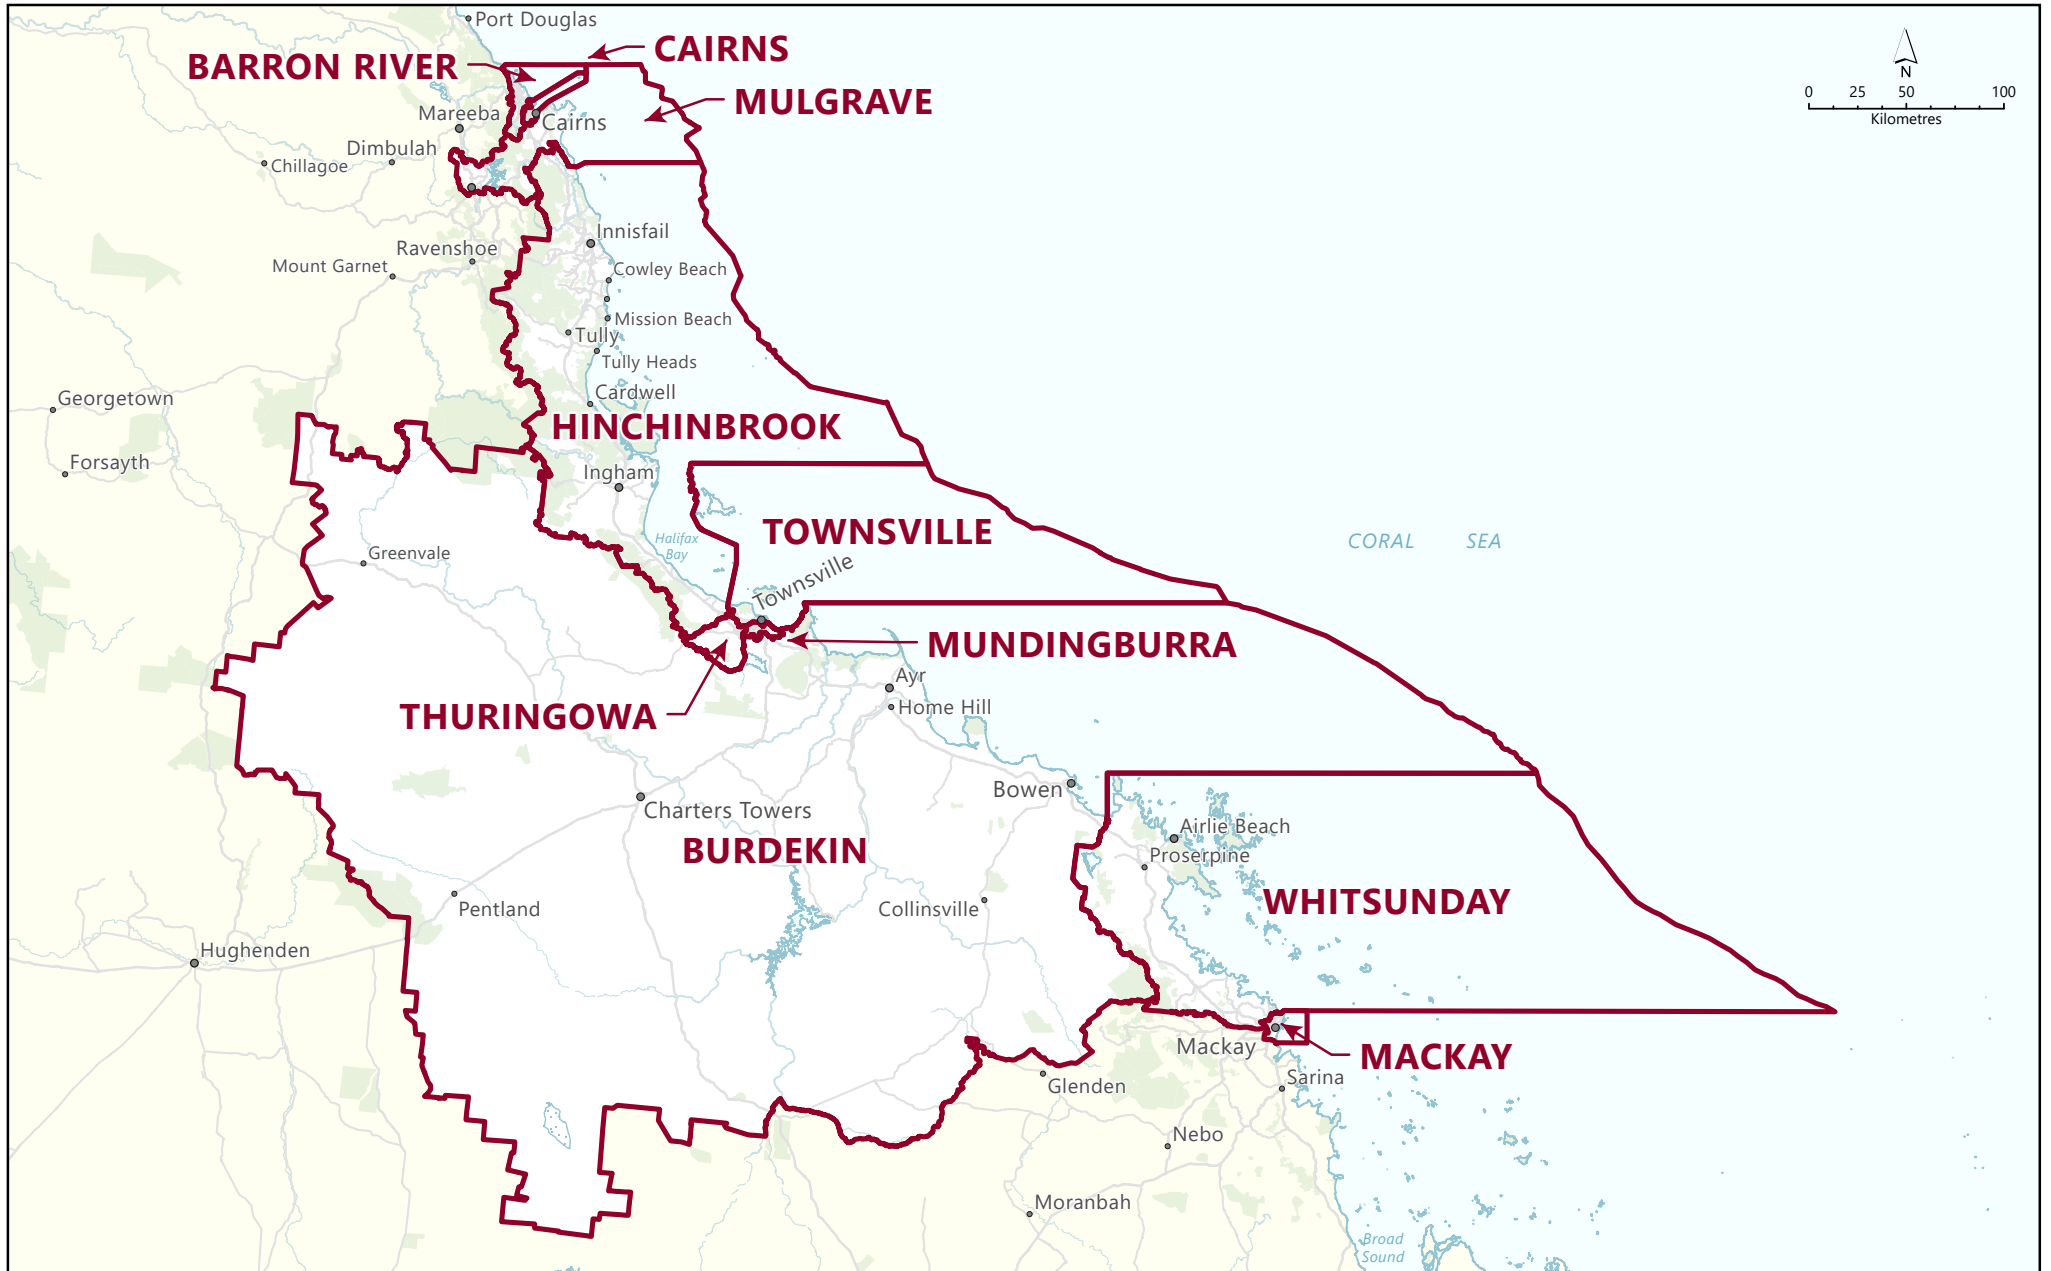 Port Douglas
CAIRNS
BARRON RIVER
MULGRAVE
N
0 25 50 100
Kilometres
Mareeba
Cairns
Dimbulah
Chillagoe
Innisfail
Ravenshoe
Mount Garnet
Cowley Beach
Mission Beach
Tully
Tully Heads
Cardwell
Georgetown
HINCHINBROOK
Forsayth
Ingham
TOWNSVILLE
Halifax
Bay
CORAL SEA
Greenvale
Townsville
MUNDINGBURRA
Ayr
Home Hill
THURINGOWA
Bowen
Charters Towers
Airlie Beach
BURDEKIN
Proserpine
WHITSUNDAY
Pentland
Collinsville
Hughenden
Mackay
MACKAY
Sarina
Glenden
Nebo
Moranbah
Broad
Sound